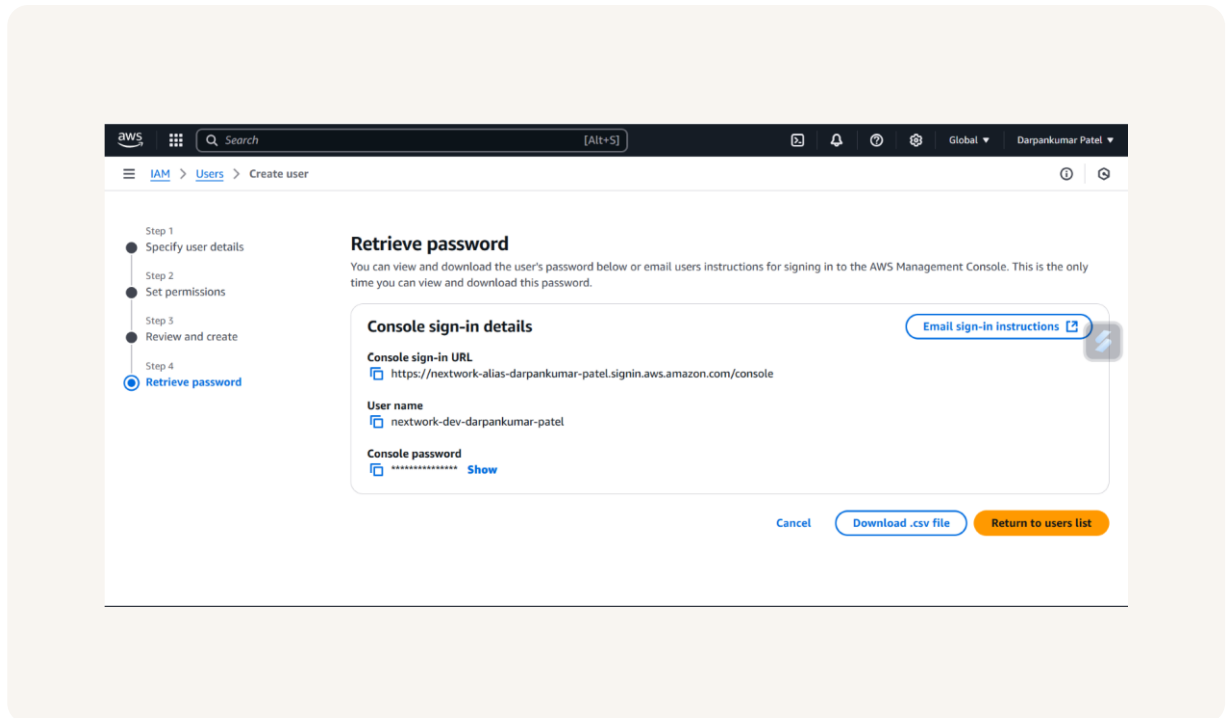 aws
Search [Alt+S]
Global
Darpankumar Patel
IAM > Users > Create user
Step 1
Specify user details
Step 2
Set permissions
Step 3
Review and create
Step 4
Retrieve password
Retrieve password
You can view and download the user's password below or email users instructions for signing in to the AWS Management Console. This is the only
time you can view and download this password.
Console sign-in details
Email sign-in instructions
Console sign-in URL
https://nextwork-alias-darpankumar-patel.signin.aws.amazon.com/console
User name
nextwork-dev-darpankumar-patel
Console password
*************** Show
Cancel
Download .csv file
Return to users list